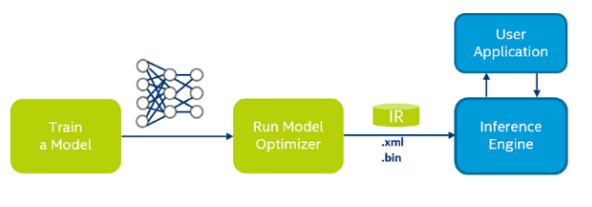 User
Application
Train
a Model
Run Model
Optimizer
IR
.xml
.bin
Inference
Engine